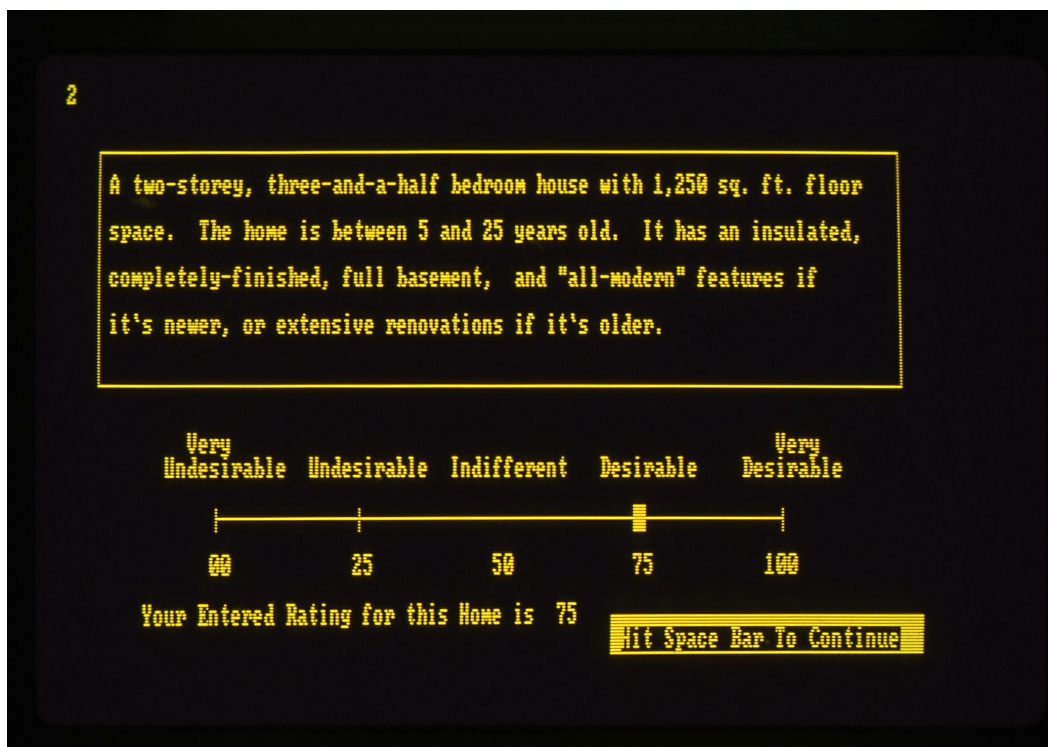 2
A two-storey, three-and-a-half bedroom house with 1,250 sq. ft. floor
space. The home is between 5 and 25 years old. It has an insulated,
completely-finished, full basement, and "all-modern" features if
it's newer, or extensive renovations if it's older.
Very Very
Undesirable Undesirable Indifferent Desirable Desirable
00 25 50 75 100
Your Entered Rating for this Home is 75
Hit Space Bar To Continue